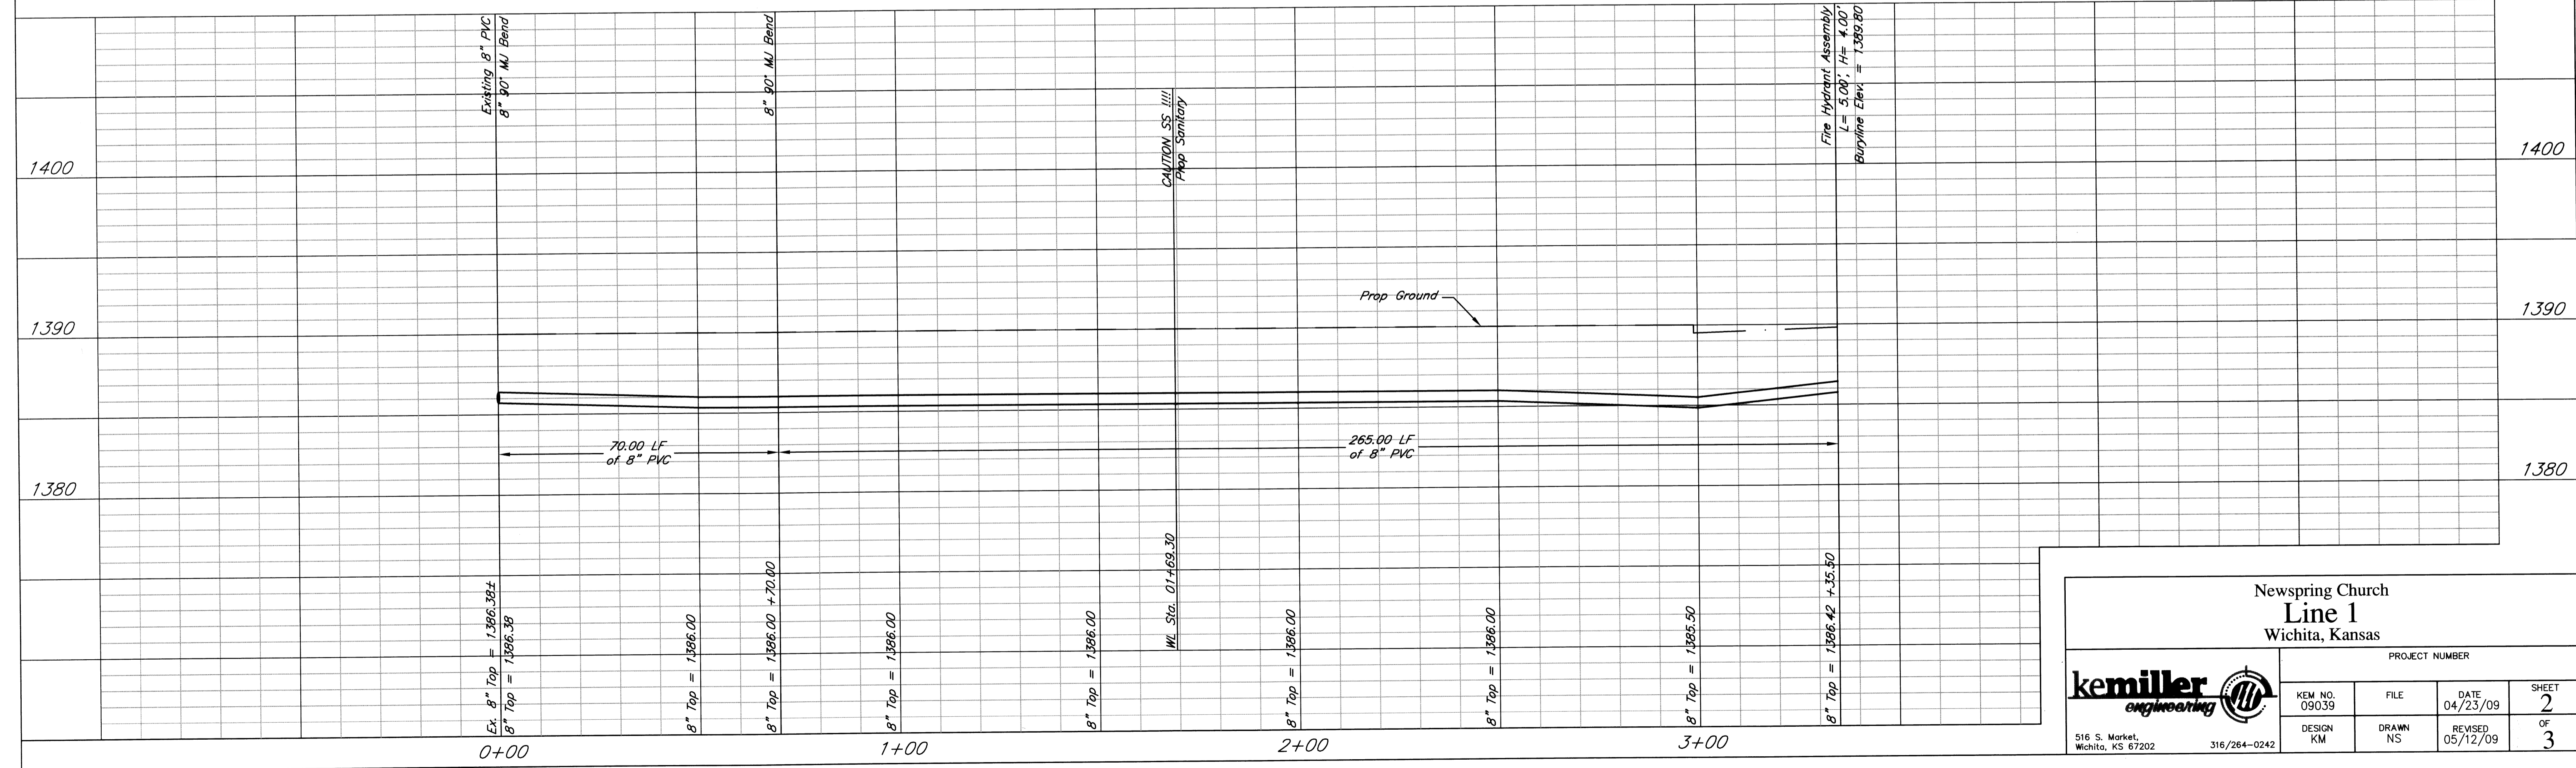 Existing 8" PVC
8" 90° MJ Bend
8" 90° MJ Bend
CAUTION SS !!!!
Prop Sanitary
Fire Hydrant Assembly
L= 5.00', H= 4.00'
Buryline Elev. = 1389.80
1400
1400
Prop Ground
1390
1390
70.00 LF
of 8" PVC
265.00 LF
of 8" PVC
1380
1380
Ex. 8" Top = 1386.38±
8" Top = 1386.38
8" Top = 1386.00
8" Top = 1386.00 +70.00
8" Top = 1386.00
8" Top = 1386.00
WL Sta. 01+69.30
8" Top = 1386.00
8" Top = 1386.00
8" Top = 1385.50
8" Top = 1386.42 +35.50
0+00
1+00
2+00
3+00
Newspring Church
Line 1
Wichita, Kansas
kemiller
engineering
516 S. Market,
Wichita, KS 67202
316/264-0242
PROJECT NUMBER
KEM NO.
09039
FILE
DATE
04/23/09
SHEET
2
DESIGN
KM
DRAWN
NS
REVISED
05/12/09
OF
3